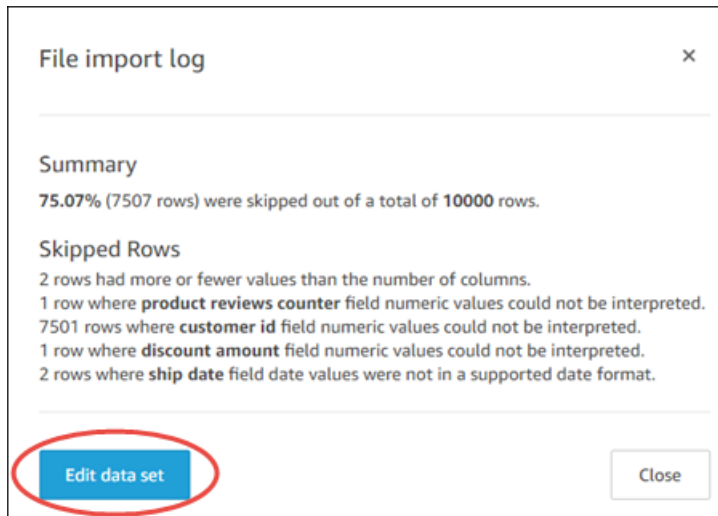 File import log
×
Summary
75.07% (7507 rows) were skipped out of a total of 10000 rows.
Skipped Rows
2 rows had more or fewer values than the number of columns.
1 row where product reviews counter field numeric values could not be interpreted.
7501 rows where customer id field numeric values could not be interpreted.
1 row where discount amount field numeric values could not be interpreted.
2 rows where ship date field date values were not in a supported date format.
Edit data set
Close